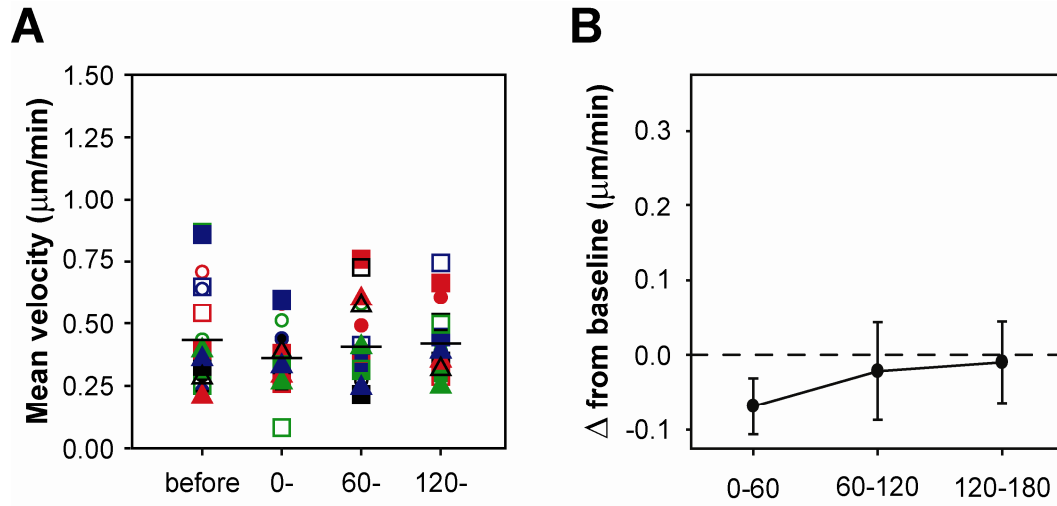 A
B
Mean velocity (μm/min)
1.50
1.25
1.00
0.75
0.50
0.25
0.00
before 0- 60- 120-
Δ from baseline (μm/min)
0.3
0.2
0.1
0.0
-0.1
0-60 60-120 120-180